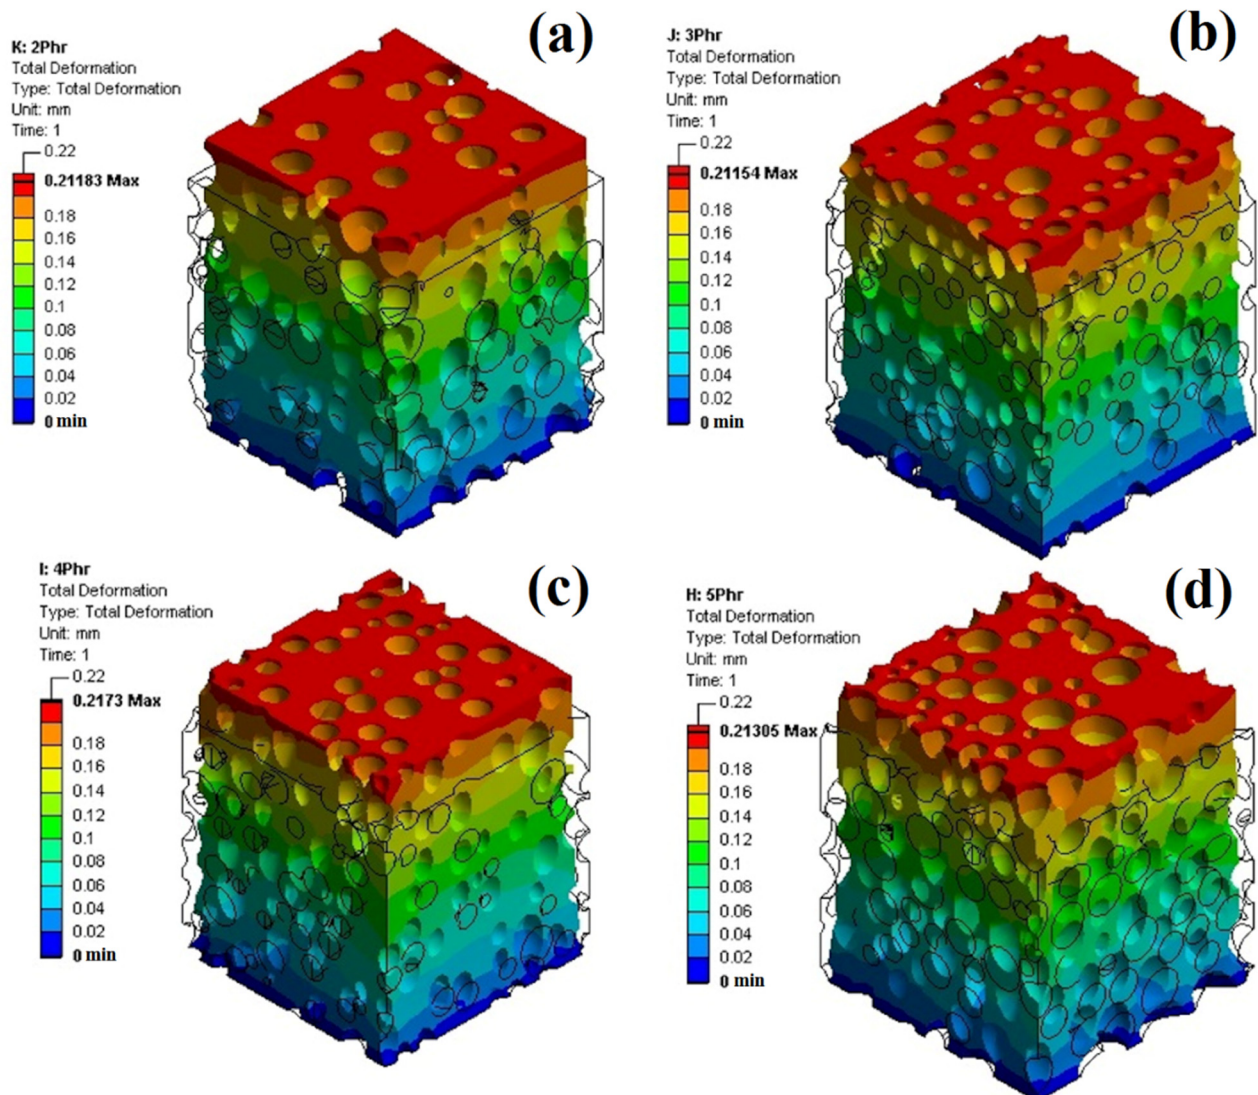 (a)
K: 2Phr
Total Deformation
Type: Total Deformation
Unit: mm
Time: 1
0.22
0.21183 Max
0.18
0.16
0.14
0.12
0.1
0.08
0.06
0.04
0.02
0 min
(b)
J: 3Phr
Total Deformation
Type: Total Deformation
Unit: mm
Time: 1
0.22
0.21154 Max
0.18
0.16
0.14
0.12
0.1
0.08
0.06
0.04
0.02
0 min
(c)
I: 4Phr
Total Deformation
Type: Total Deformation
Unit: mm
Time: 1
0.22
0.2173 Max
0.18
0.16
0.14
0.12
0.1
0.08
0.06
0.04
0.02
0 min
(d)
H: 5Phr
Total Deformation
Type: Total Deformation
Unit: mm
Time: 1
0.22
0.21305 Max
0.18
0.16
0.14
0.12
0.1
0.08
0.06
0.04
0.02
0 min